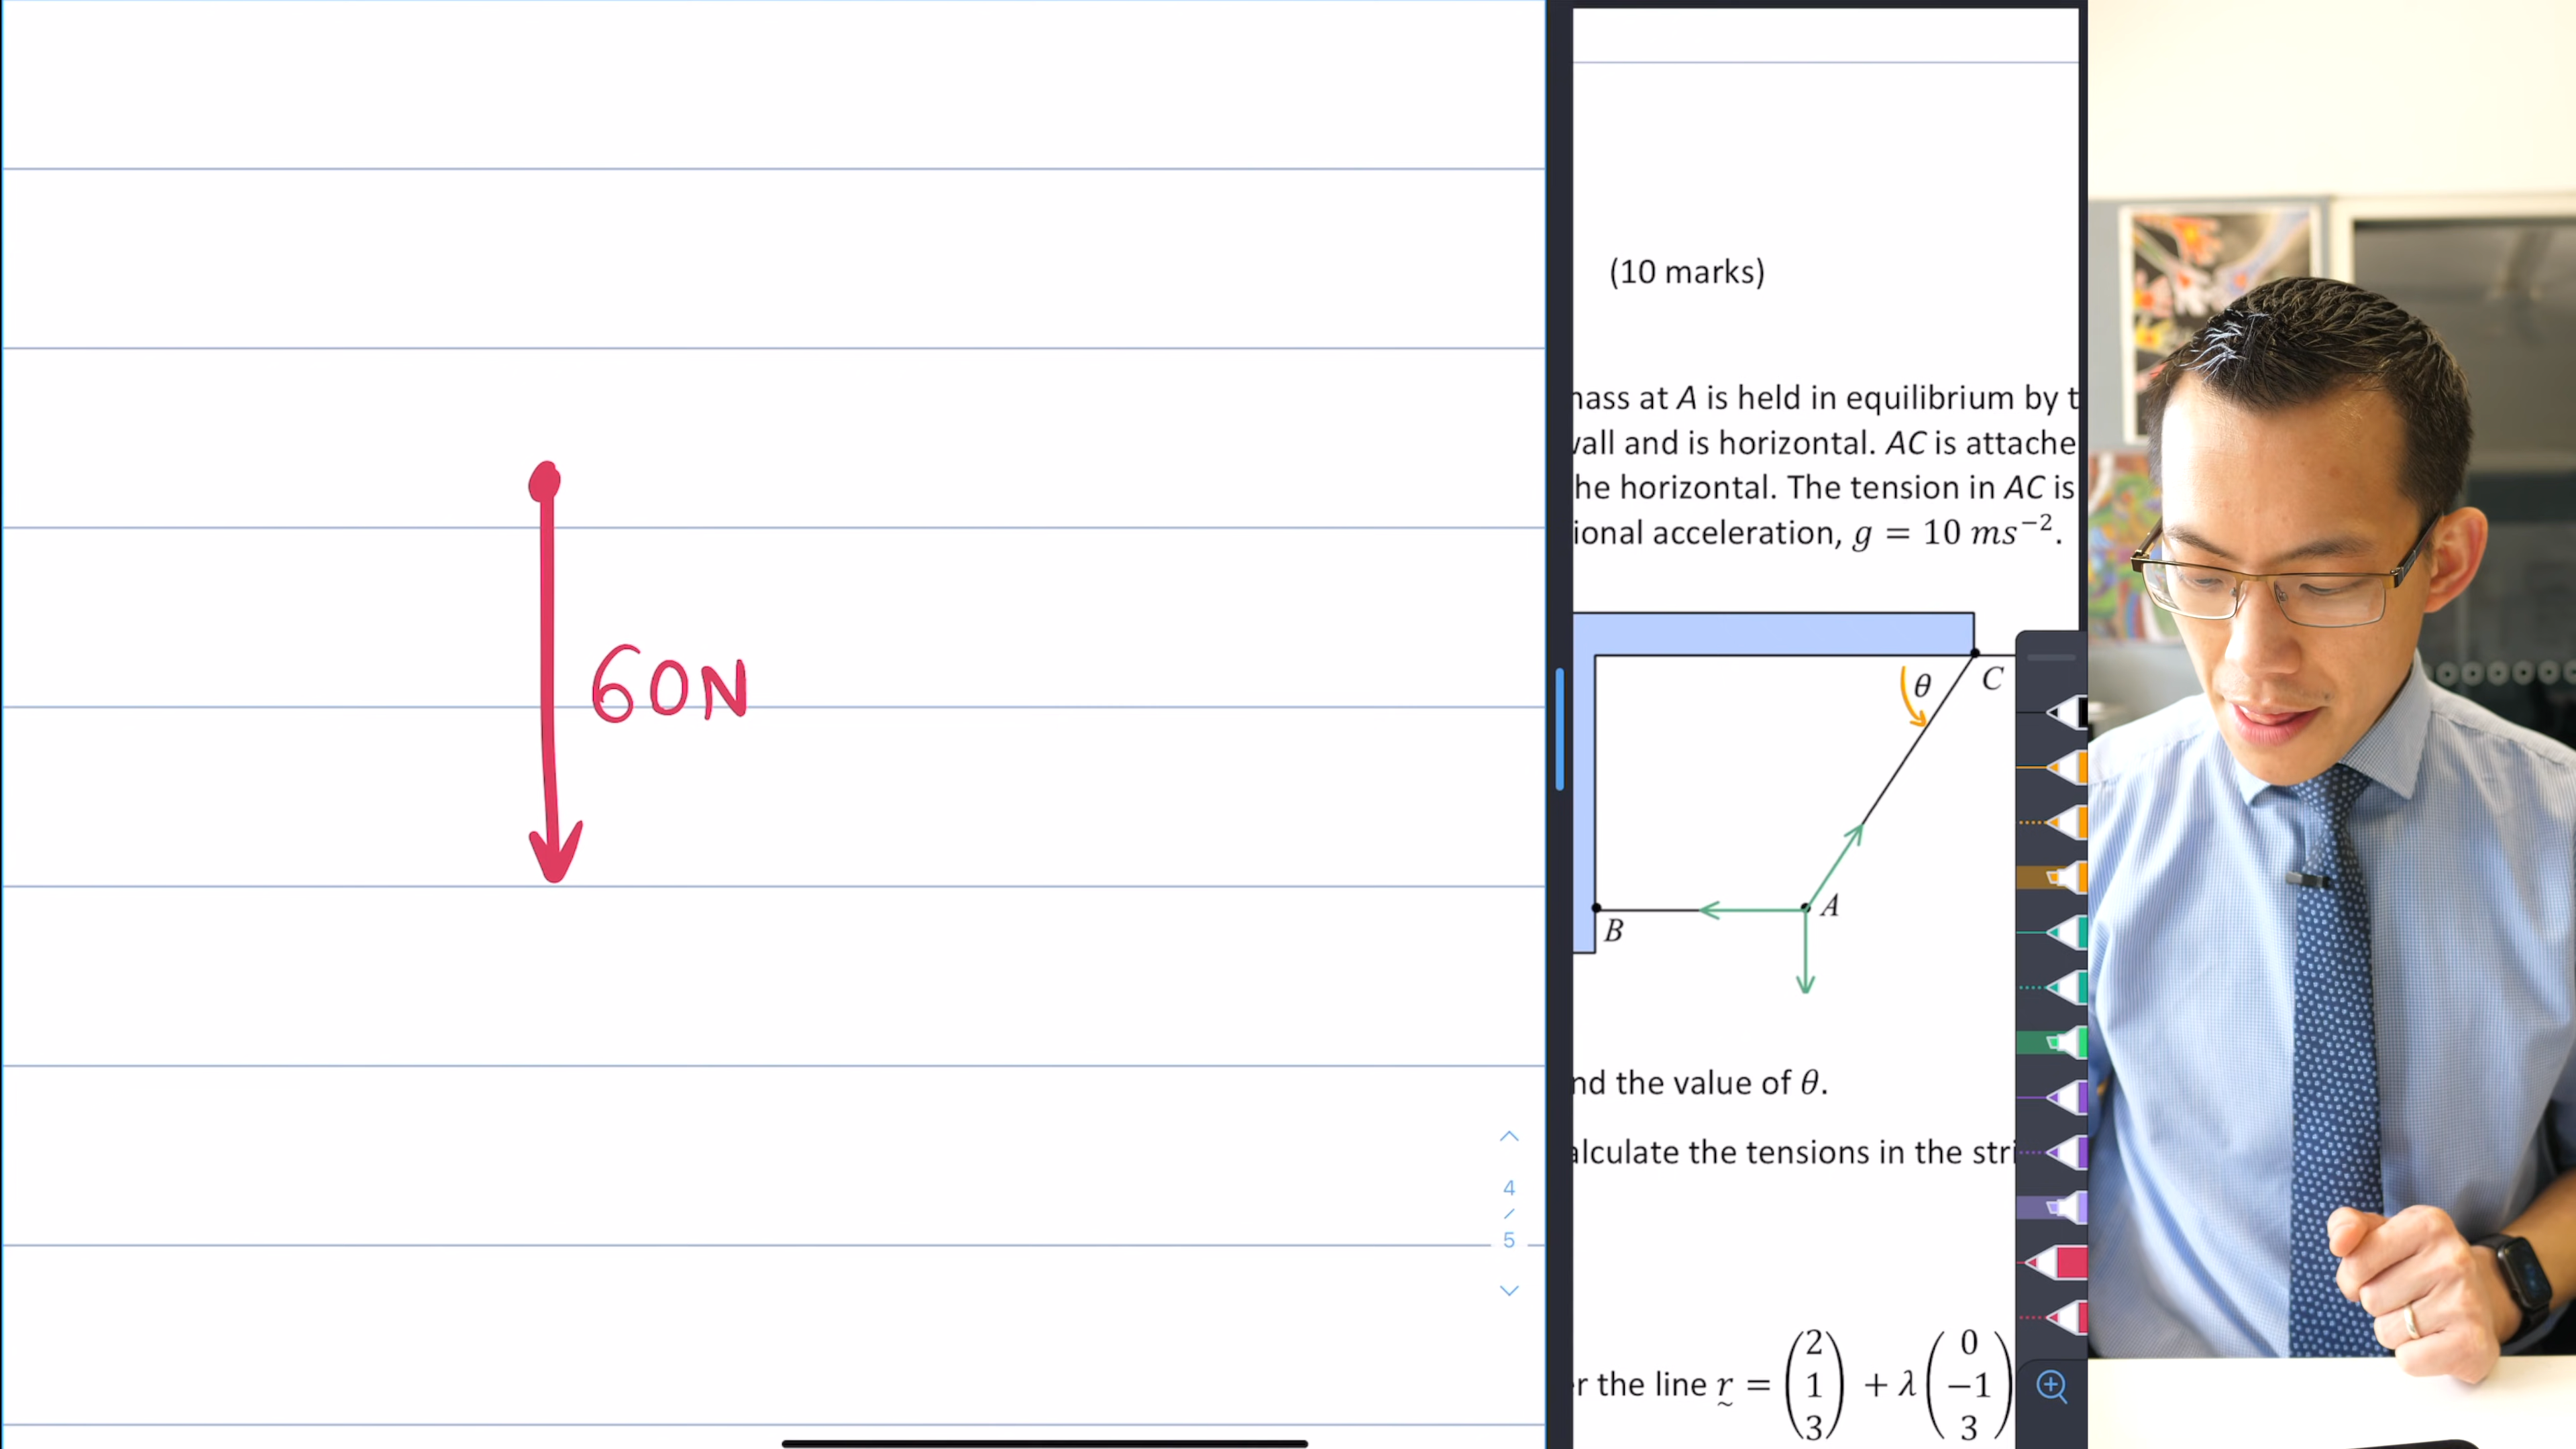 60N
(10 marks)
mass at A is held in equilibrium by t
wall and is horizontal. AC is attache
he horizontal. The tension in AC is
ional acceleration, g = 10 ms⁻².
θ
C
A
B
nd the value of θ.
alculate the tensions in the stri
4
/
5
r the line r̰ = (2 1 3) + λ (0 −1 3)